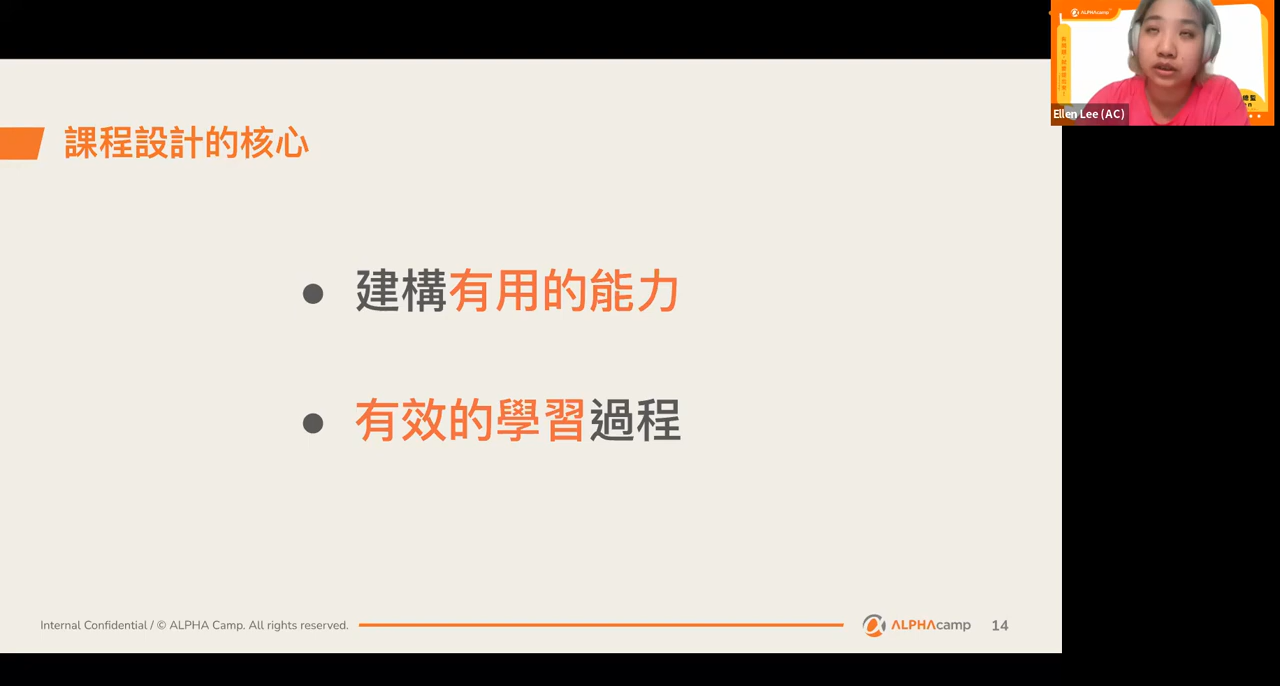 課程設計的核心
● 建構有用的能力
● 有效的學習過程
Internal Confidential / © ALPHA Camp. All rights reserved.
ALPHAcamp
14
ALPHAcamp
Ellen Lee (AC)